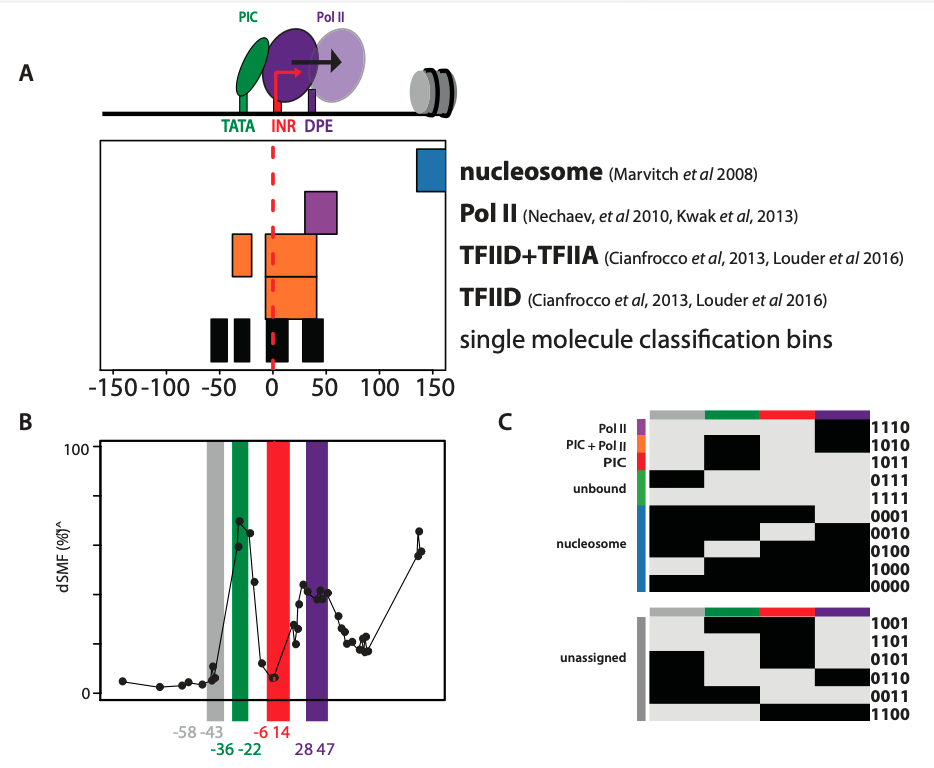 PIC Pol II
A
TATA INR DPE
nucleosome (Marvitch et al 2008)
Pol II (Nechaev, et al 2010, Kwak et al, 2013)
TFIID+TFIIA (Cianfrocco et al, 2013, Louder et al 2016)
TFIID (Cianfrocco et al, 2013, Louder et al 2016)
single molecule classification bins
-150 -100 -50 0 50 100 150
B
100
dSMF (%)^
0
-58 -43
-36 -22
-6 14
28 47
C
Pol II 1110
PIC + Pol II 1010
PIC 1011
unbound 0111
1111
0001
nucleosome 0010
0100
1000
0000
1001
1101
unassigned 0101
0110
0011
1100